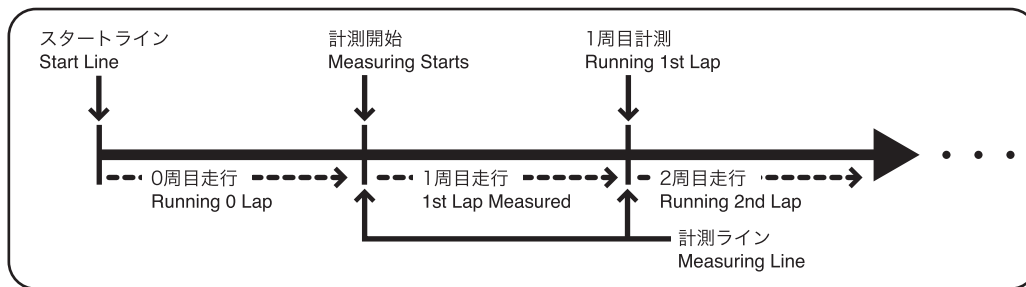 スタートライン
Start Line
計測開始
Measuring Starts
1周目計測
Running 1st Lap
0周目走行
Running 0 Lap
1周目走行
1st Lap Measured
2周目走行
Running 2nd Lap
計測ライン
Measuring Line